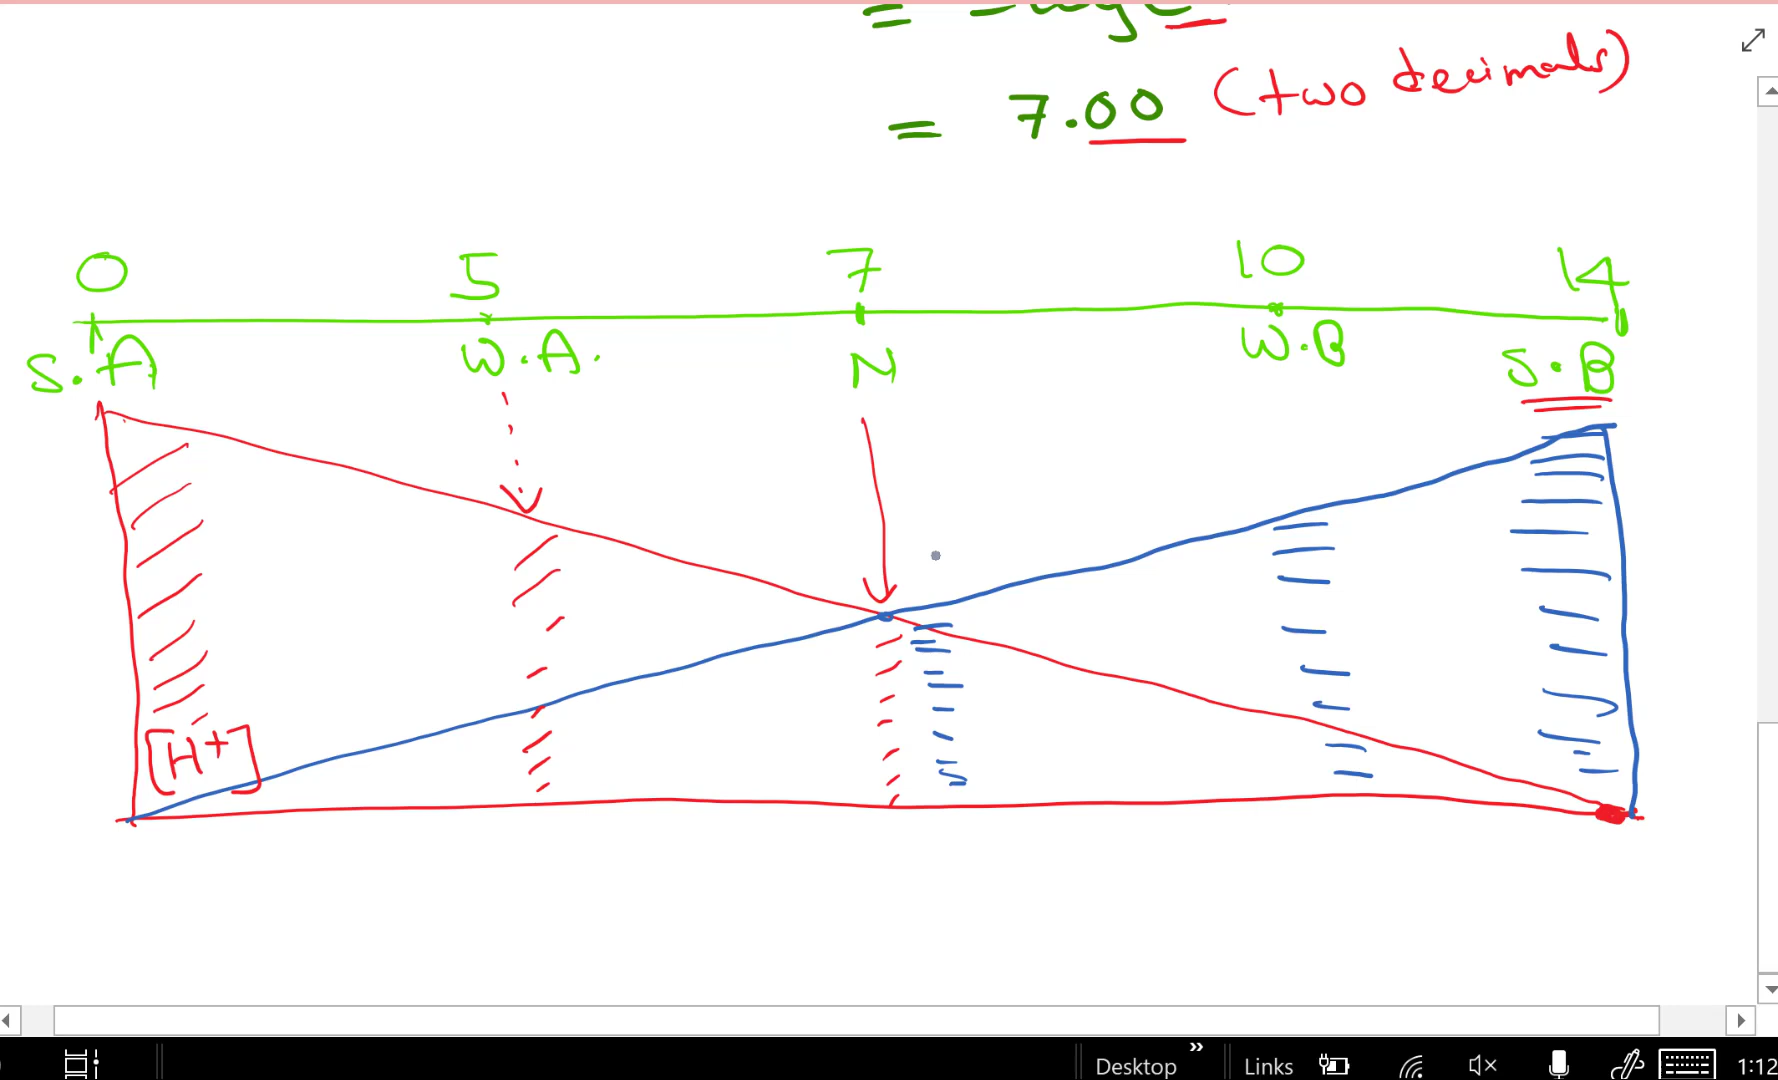 = 7.00 (two decimals)
0 5 7 10 14
S.A W.A. N W.B S.B
[H+]
Desktop » Links 1:12